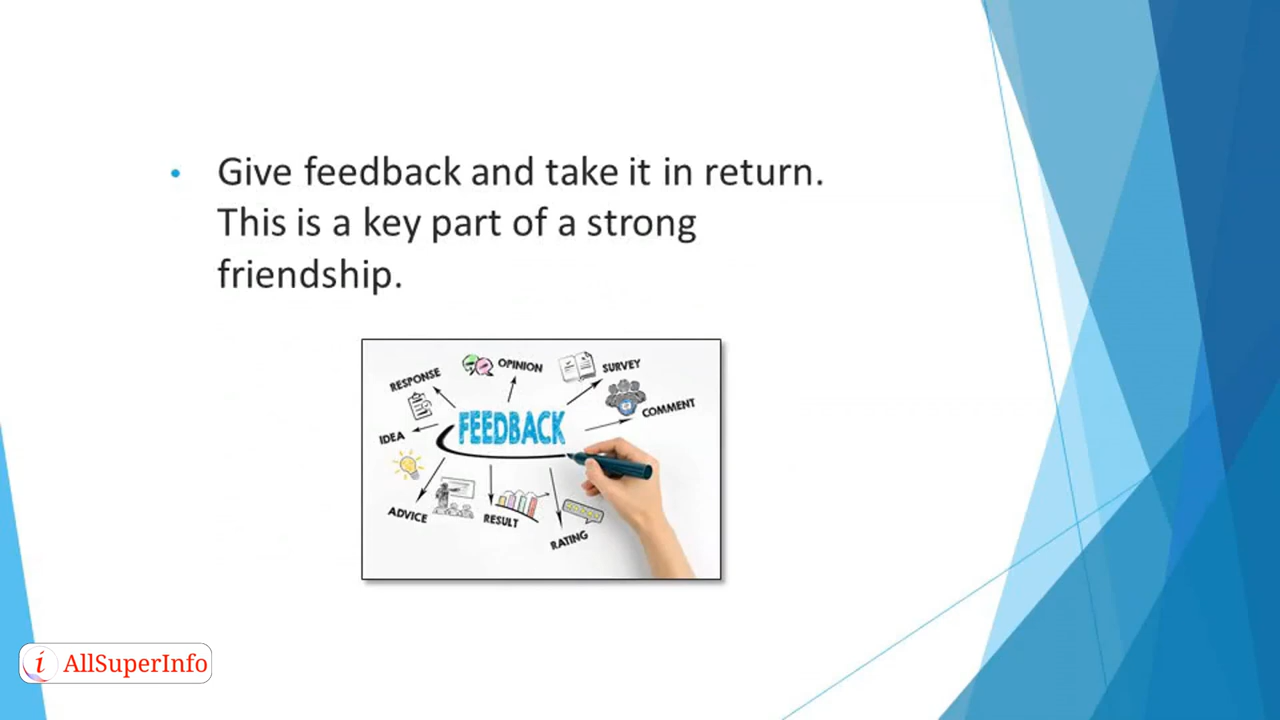 • Give feedback and take it in return.
This is a key part of a strong
friendship.
RESPONSE
OPINION
SURVEY
COMMENT
IDEA
FEEDBACK
ADVICE
RESULT
RATING
i AllSuperInfo